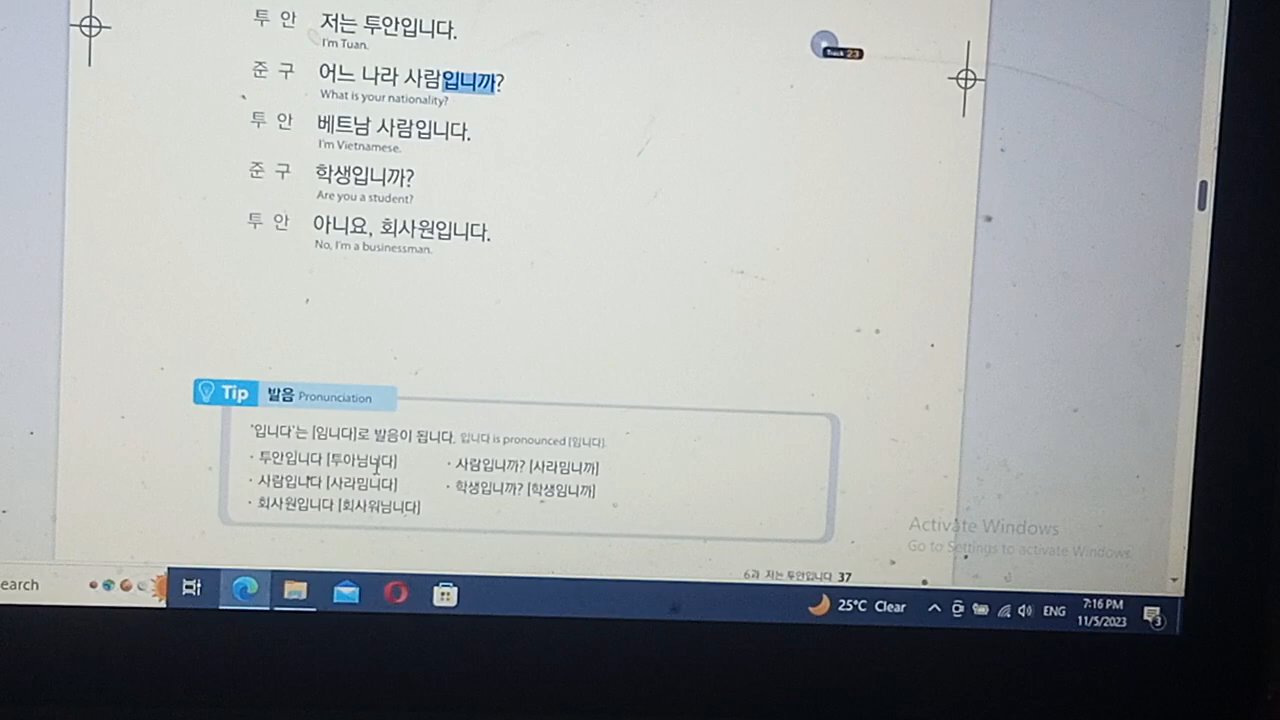 투 안 저는 투안입니다.
I'm Tuan.
Track 23
준 구 어느 나라 사람입니까?
What is your nationality?
투 안 베트남 사람입니다.
I'm Vietnamese.
준 구 학생입니까?
Are you a student?
투 안 아니요, 회사원입니다.
No, I'm a businessman.
Tip 발음 Pronunciation
'입니다'는 [임니다]로 발음이 됩니다. 입니다 is pronounced [임니다].
· 투안입니다 [투아님니다] · 사람입니까? [사라밈니까]
· 사람입니다 [사라밈니다] · 학생입니까? [학생임니까]
· 회사원입니다 [회사워님니다]
Activate Windows
Go to Settings to activate Windows.
6과 저는 투안입니다 37
earch
25°C Clear
ENG
7:16 PM
11/5/2023
3